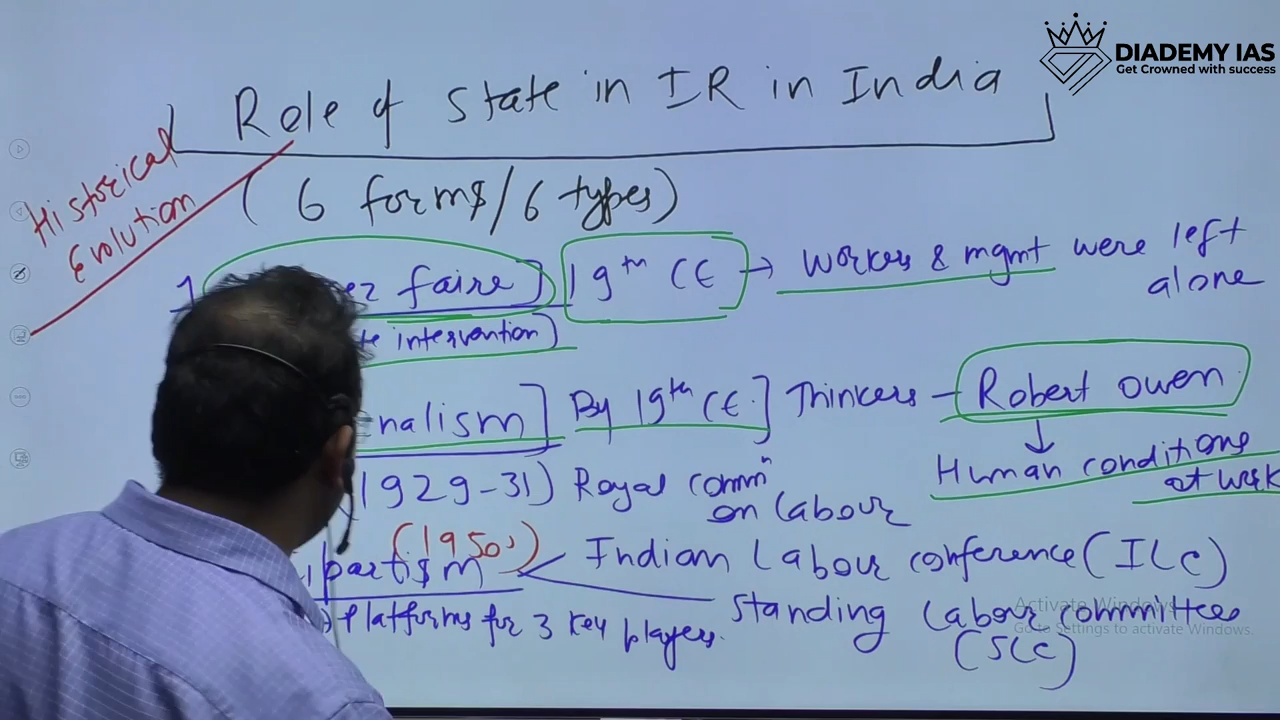 DIADEMY IAS
Get Crowned with success
Role of State in IR in India
Historical
Evolution
(6 forms/6 types)
1 faire] 19th CE → workers & mgmt were left
alone
intervention]
By 19th CE.] Thinkers - Robert Owen
Human conditions
at work
(1929-31) Royal commn
on Labour
(1950s)
Indian Labour conference (ILC)
Platforms for 3 key players.
Standing Labour committees
(SLC)
Activate Windows
Go to Settings to activate Windows.